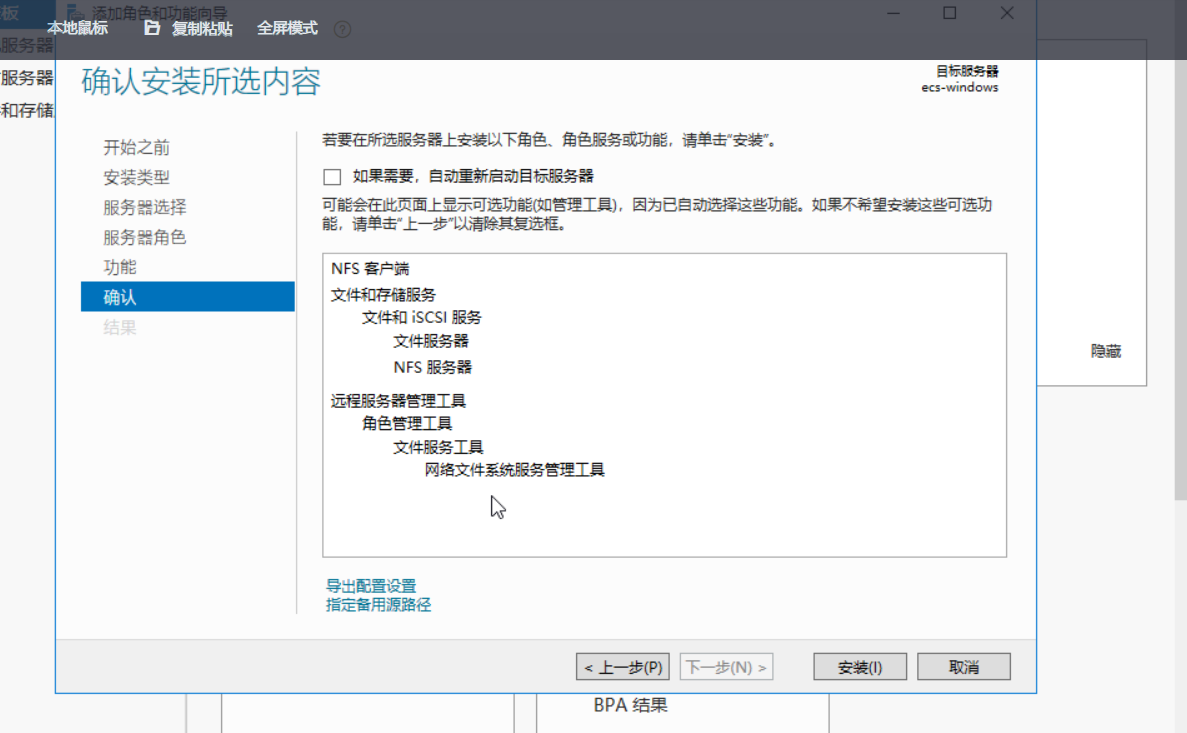 板
添加角色和功能向导
本地鼠标 复制粘贴 全屏模式 ?
服务器
服务器
和存储
确认安装所选内容
目标服务器
ecs-windows
开始之前
安装类型
服务器选择
服务器角色
功能
确认
结果
若要在所选服务器上安装以下角色、角色服务或功能，请单击“安装”。
如果需要，自动重新启动目标服务器
可能会在此页面上显示可选功能(如管理工具)，因为已自动选择这些功能。如果不希望安装这些可选功
能，请单击“上一步”以清除其复选框。
NFS 客户端
文件和存储服务
文件和 iSCSI 服务
文件服务器
NFS 服务器
远程服务器管理工具
角色管理工具
文件服务工具
网络文件系统服务管理工具
隐藏
导出配置设置
指定备用源路径
< 上一步(P) 下一步(N) > 安装(I) 取消
BPA 结果